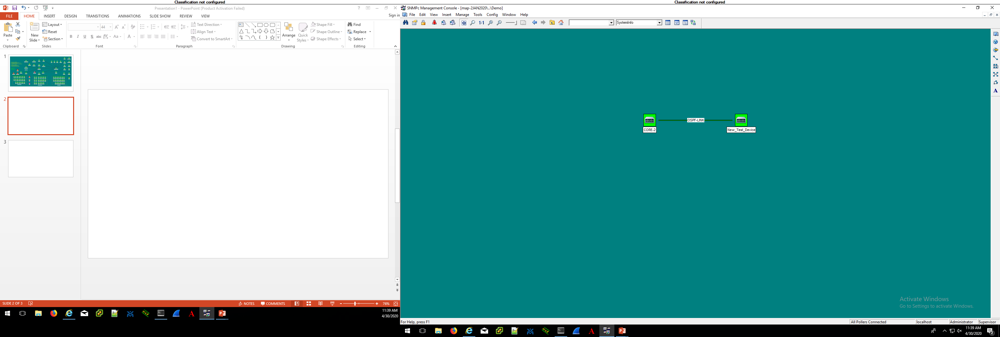 Classification not configured
Presentation1 - PowerPoint (Product Activation Failed)
FILE HOME INSERT DESIGN TRANSITIONS ANIMATIONS SLIDE SHOW REVIEW VIEW Sign in
Paste
Clipboard
New
Slide
Layout
Reset
Section
Slides
44
B I U S abc AV Aa A
Font
Text Direction
Align Text
Convert to SmartArt
Paragraph
Arrange
Quick
Styles
Shape Fill
Shape Outline
Shape Effects
Drawing
Find
Replace
Select
Editing
1
2
3
SLIDE 2 OF 3 NOTES COMMENTS 76%
11:39 AM
4/30/2020
Classification not configured
SNMPc Management Console - [map-2JAN2020\..\Demo]
File Edit View Insert Manage Tools Config Window Help
1:1 SystemInfo
A
OSPF-LINK
CORE-2 New_Test_Device
Activate Windows
Go to Settings to activate Windows.
For Help, press F1 All Pollers Connected localhost Administrator Supervisor
11:39 AM
4/30/2020
2